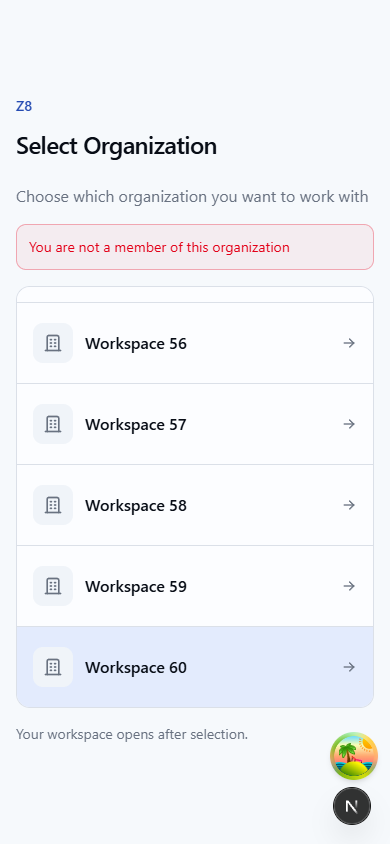 Z8
Select Organization
Choose which organization you want to work with
You are not a member of this organization
Workspace 56
Workspace 57
Workspace 58
Workspace 59
Workspace 60
Your workspace opens after selection.
N